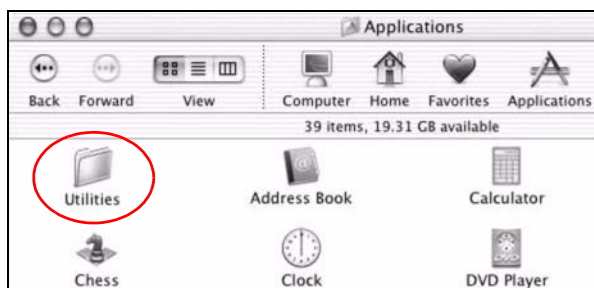 Applications
Back Forward View Computer Home Favorites Applications
39 items, 19.31 GB available
Utilities Address Book Calculator
Chess Clock DVD Player